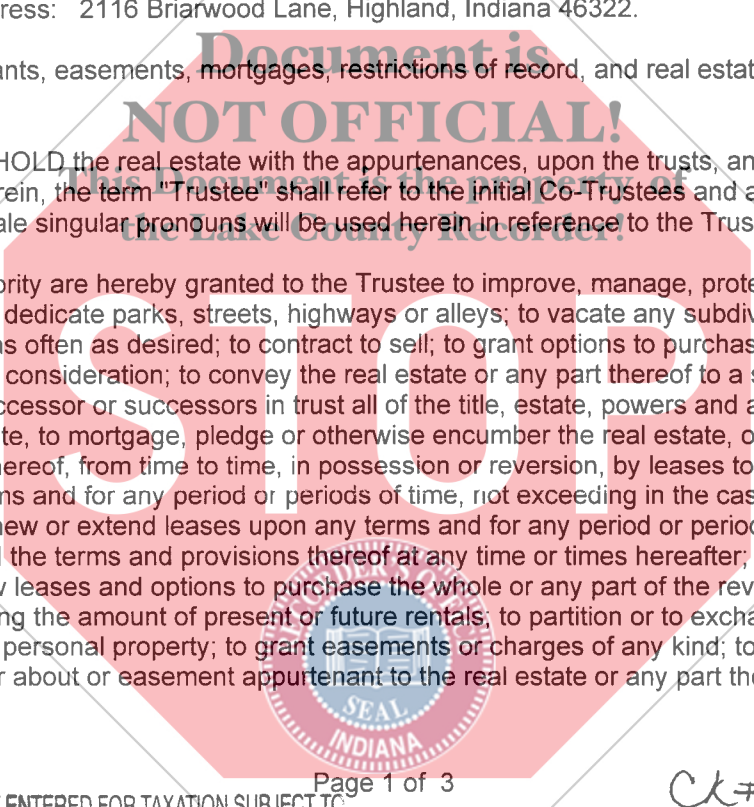 ress: 2116 Briarwood Lane, Highland, Indiana 46322.
Document is
ants, easements, mortgages, restrictions of record, and real estat
NOT OFFICIAL!
HOLD the real estate with the appurtenances, upon the trusts, an
This Document is the property of
rein, the term "Trustee" shall refer to the initial Co-Trustees and a
the Lake County Recorder!
ale singular pronouns will be used herein in reference to the Trus
ority are hereby granted to the Trustee to improve, manage, prote
dedicate parks, streets, highways or alleys; to vacate any subdiv
as often as desired; to contract to sell; to grant options to purchas
STOP
consideration; to convey the real estate or any part thereof to a s
ccessor or successors in trust all of the title, estate, powers and a
te, to mortgage, pledge or otherwise encumber the real estate, o
hereof, from time to time, in possession or reversion, by leases to
ms and for any period or periods of time, not exceeding in the cas
new or extend leases upon any terms and for any period or period
the terms and provisions thereof at any time or times hereafter;
w leases and options to purchase the whole or any part of the rev
ng the amount of present or future rentals; to partition or to excha
personal property; to grant easements or charges of any kind; to
r about or easement appurtenant to the real estate or any part the
RECORDER'S OFFICE
SEAL
INDIANA
Page 1 of 3
ENTERED FOR TAXATION SUBJECT TO
CK#